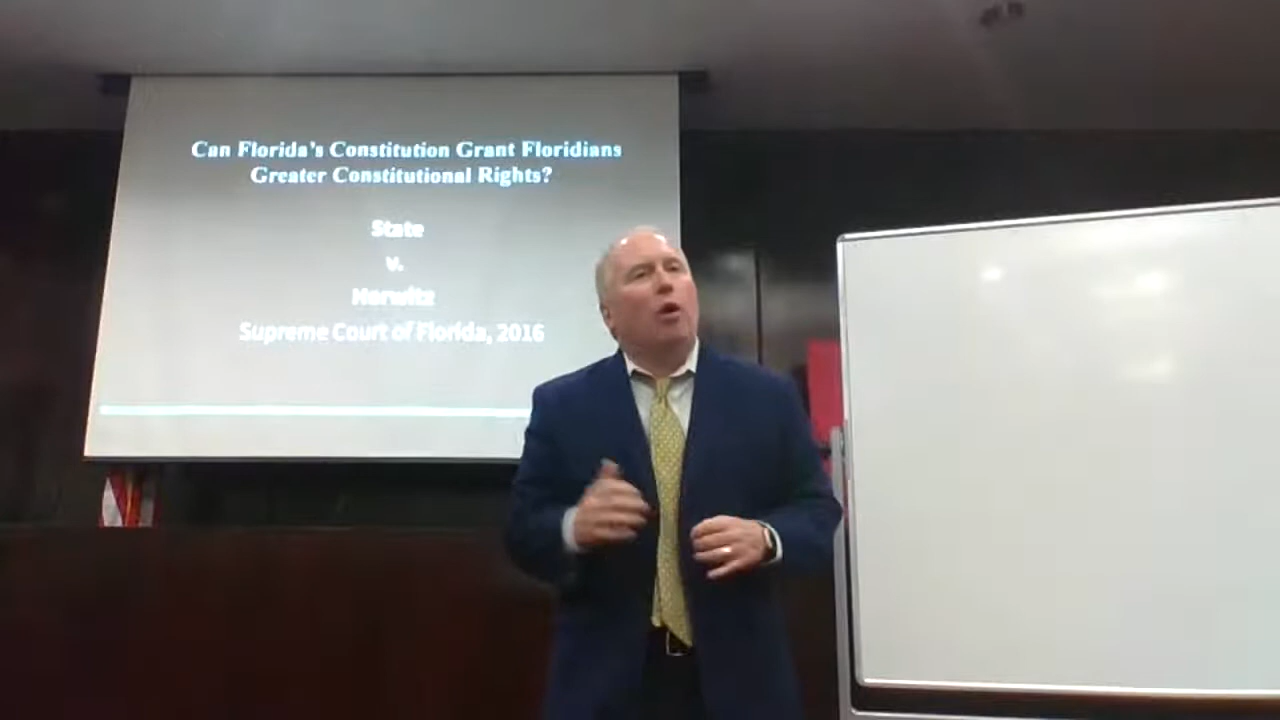 Can Florida's Constitution Grant Floridians
Greater Constitutional Rights?
State
v.
Horwitz
Supreme Court of Florida, 2016